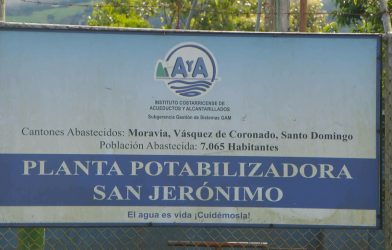 AyA
INSTITUTO COSTARRICENSE DE
ACUEDUCTOS Y ALCANTARILLADOS
Subgerencia Gestión de Sistemas GAM
Cantones Abastecidos: Moravia, Vásquez de Coronado, Santo Domingo
Población Abastecida: 7.065 Habitantes
PLANTA POTABILIZADORA
SAN JERÓNIMO
El agua es vida ¡Cuídémosla!